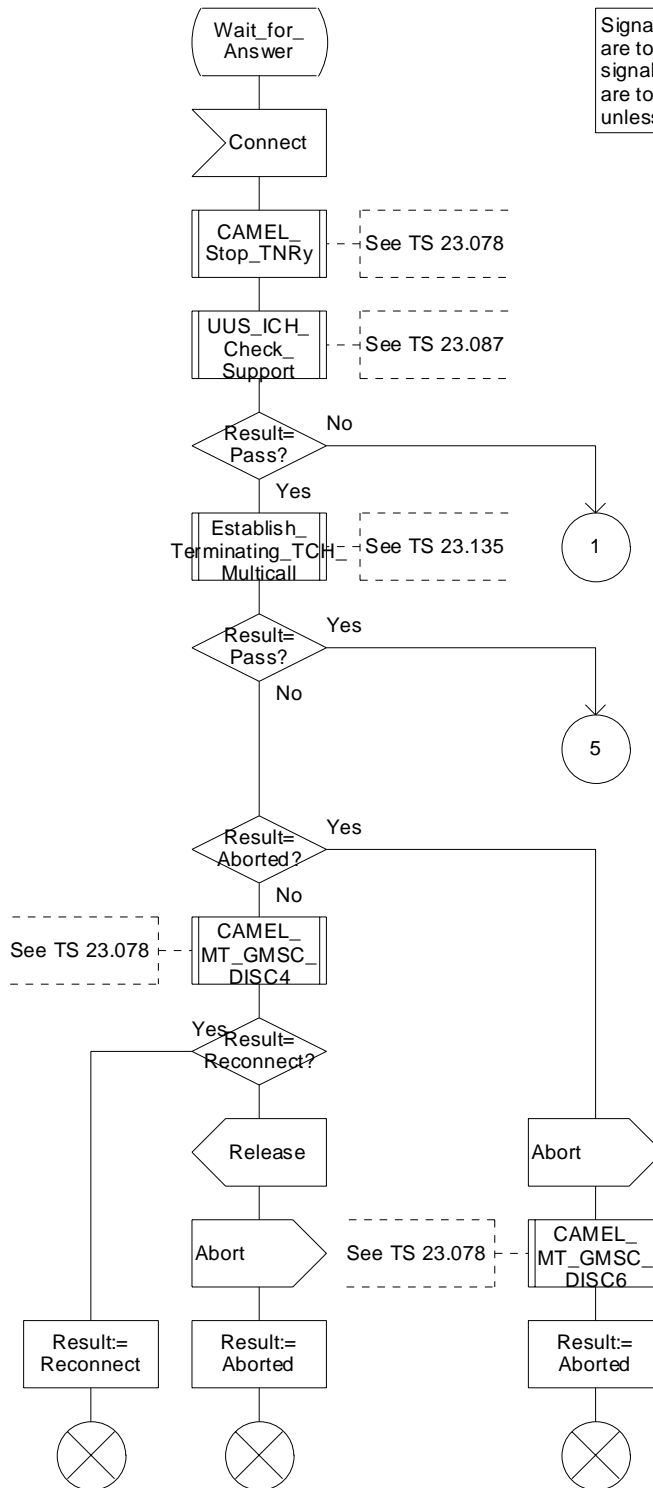 Wait_for_
Answer
Signa
are to
signal
are to
unless
Connect
CAMEL_
Stop_TNRy
See TS 23.078
UUS_ICH_
Check_
Support
See TS 23.087
Result=
Pass?
No
Yes
Establish_
Terminating_TCH_
Multicall
See TS 23.135
1
Result=
Pass?
Yes
No
5
Result=
Aborted?
Yes
No
See TS 23.078
CAMEL_
MT_GMSC_
DISC4
Yes
Result=
Reconnect?
Release
Abort
Abort
See TS 23.078
CAMEL_
MT_GMSC_
DISC6
Result:=
Reconnect
Result:=
Aborted
Result:=
Aborted